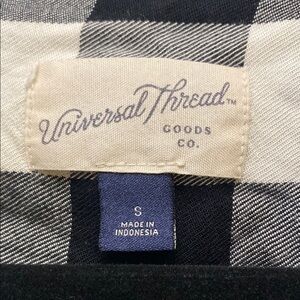 Universal Thread™
GOODS
CO.
S
MADE IN
INDONESIA